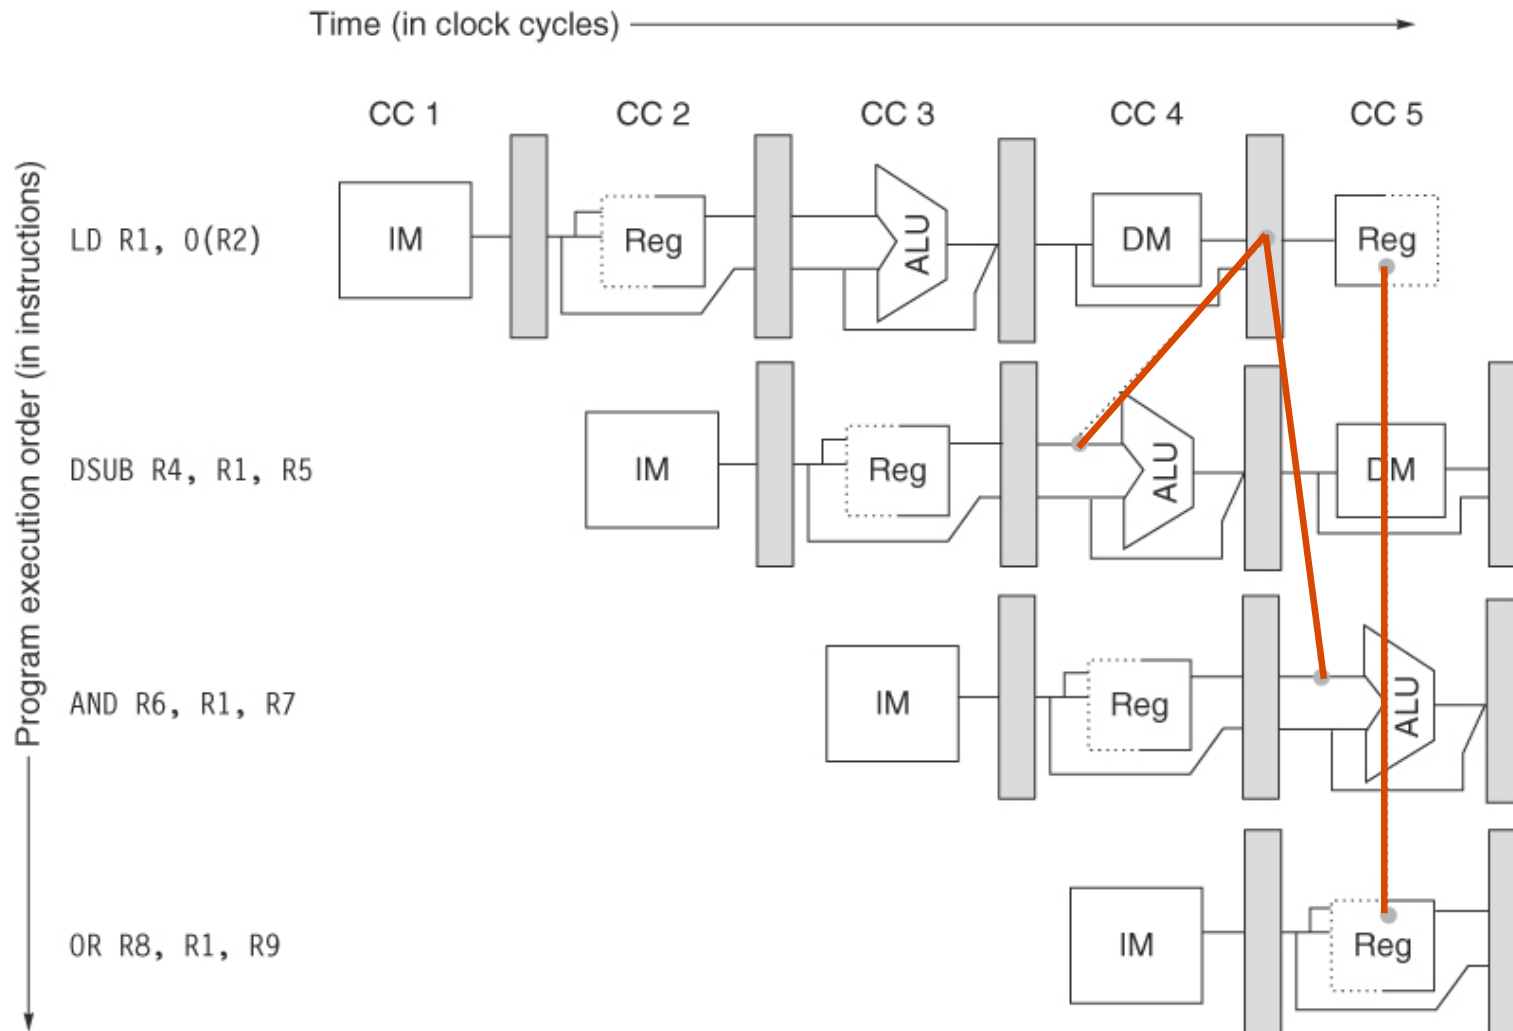 Time (in clock cycles)
CC 1 CC 2 CC 3 CC 4 CC 5
Program execution order (in instructions)
LD R1, 0(R2) IM Reg ALU DM Reg
DSUB R4, R1, R5 IM Reg ALU DM
AND R6, R1, R7 IM Reg ALU
OR R8, R1, R9 IM Reg